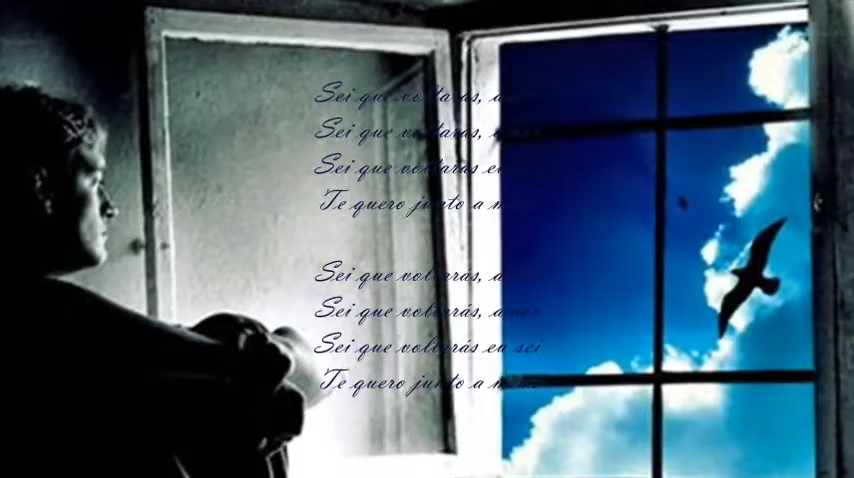 Sei que voltarás, a
Sei que voltarás,
Sei que voltarás eu
Te quero junto a m

Sei que voltarás, a
Sei que voltarás, amor
Sei que voltarás eu sei
Te quero junto a m